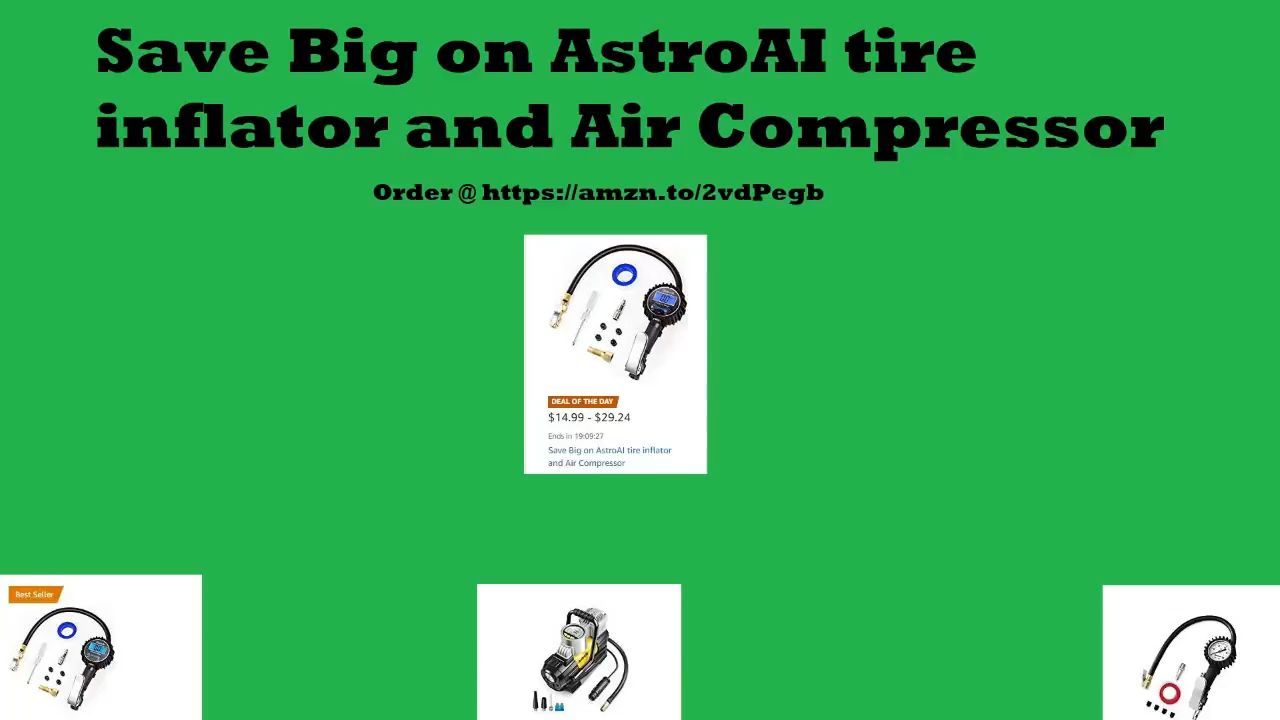 Save Big on AstroAI tire
inflator and Air Compressor
Order @ https://amzn.to/2vdPegb
DEAL OF THE DAY
$14.99 - $29.24
Ends in 19:09:27
Save Big on AstroAI tire inflator
and Air Compressor
Best Seller